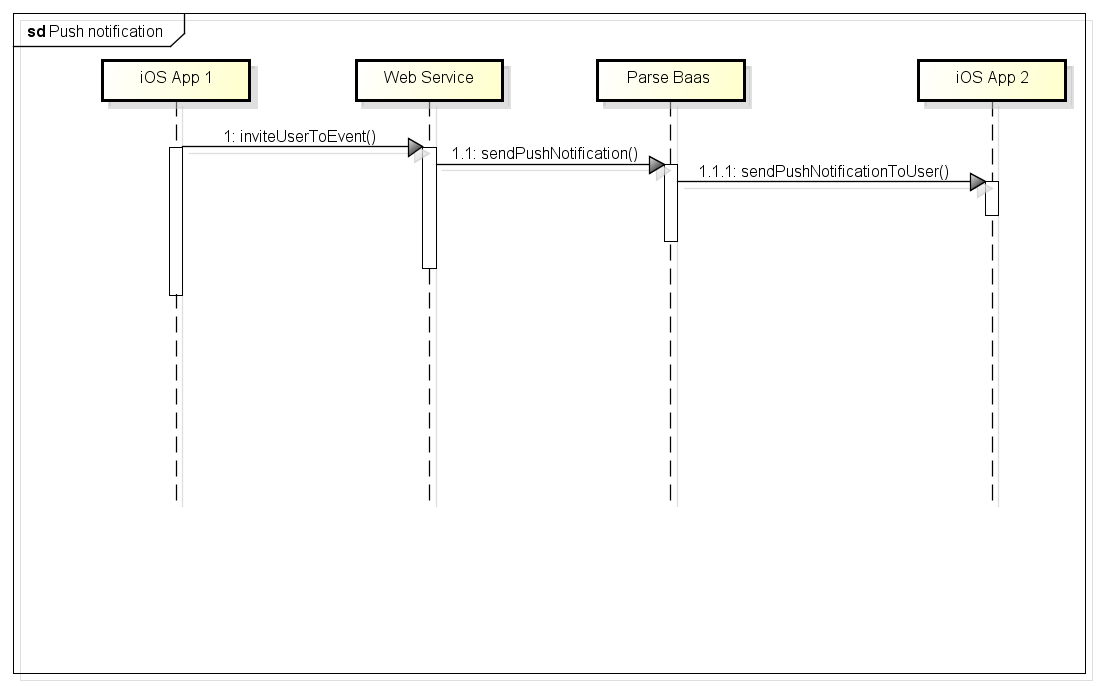 sd Push notification
iOS App 1
Web Service
Parse Baas
iOS App 2
1: inviteUserToEvent()
1.1: sendPushNotification()
1.1.1: sendPushNotificationToUser()